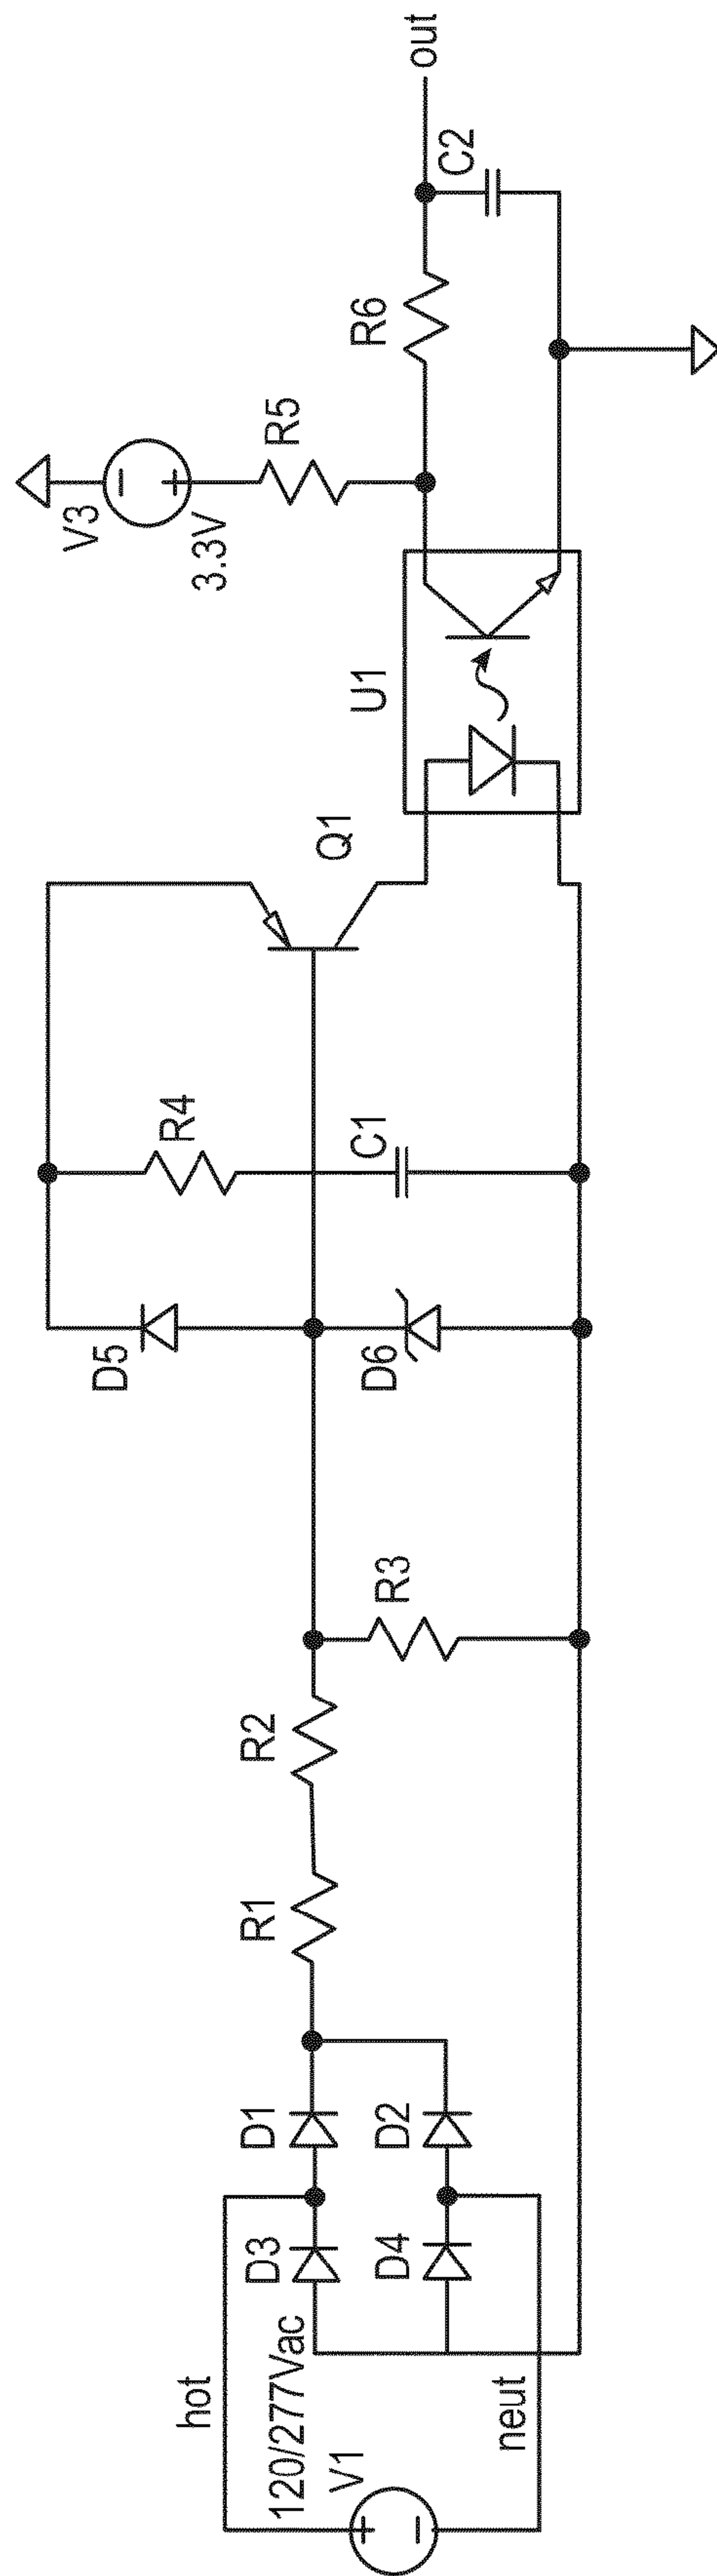 hot
120/277Vac
V1
neut
D3
D4
D1
D2
R1
R2
R3
D5
D6
R4
C1
Q1
U1
V3
-
+
3.3V
R5
R6
C2
out
+
-